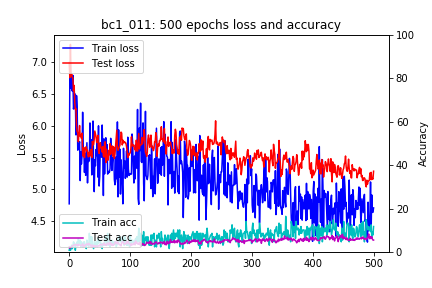 bc1_011: 500 epochs loss and accuracy
Train loss
Test loss
Train acc
Test acc
Loss
7.0
6.5
6.0
5.5
5.0
4.5
Accuracy
100
80
60
40
20
0
0 100 200 300 400 500